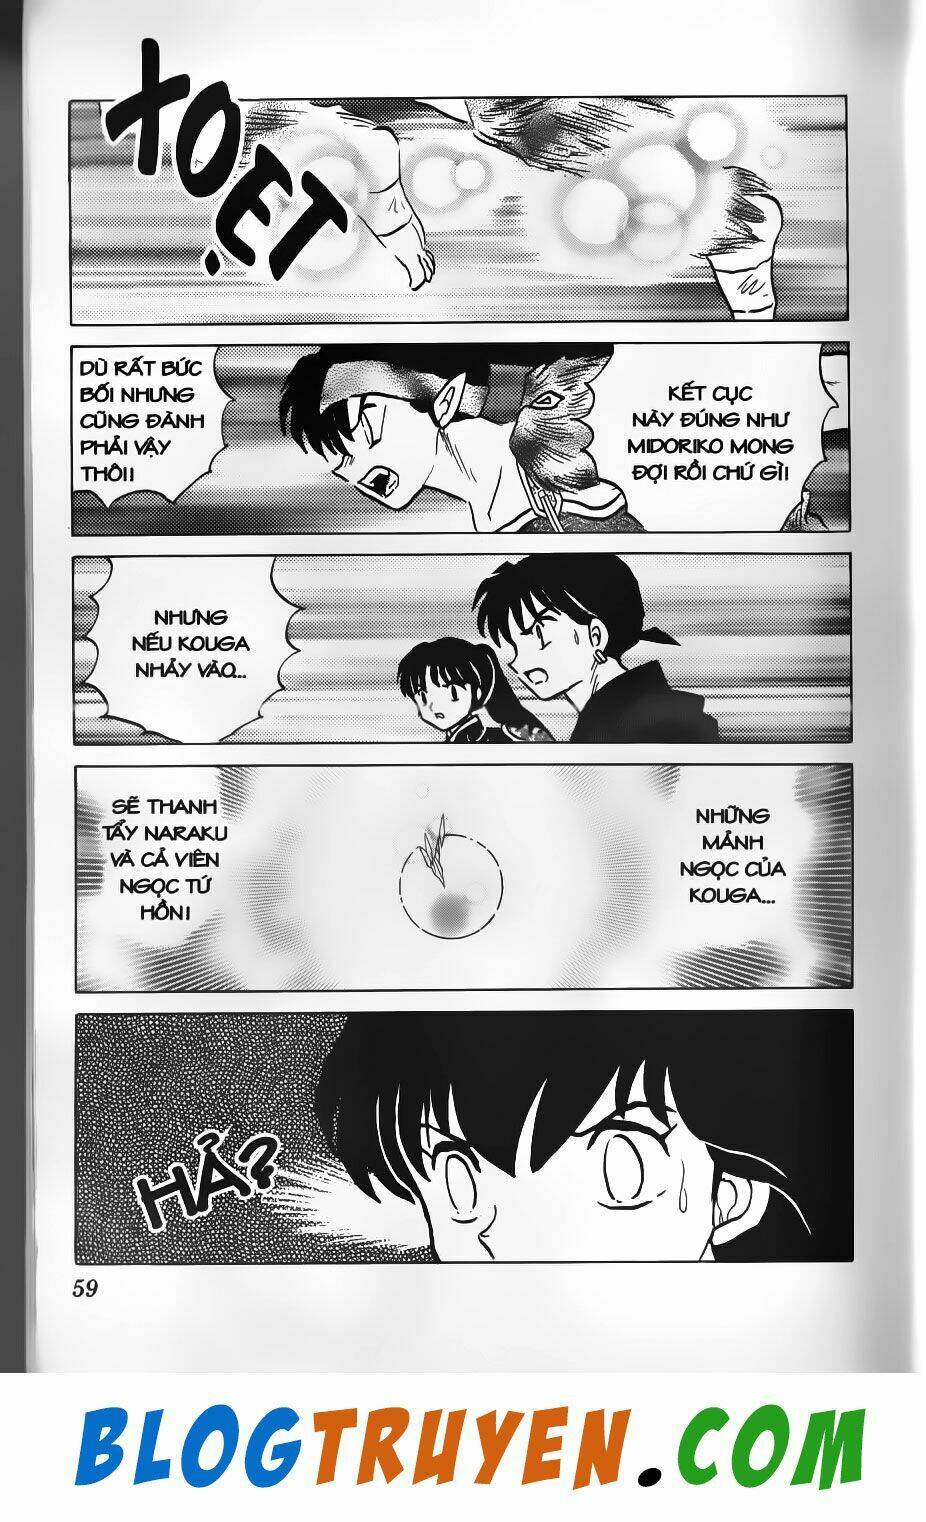 XOẸT
KẾT CỤC
NÀY ĐÚNG NHƯ
MIDORIKO MONG
ĐỢI RỒI CHỨ GÌ!
DÙ RẤT BỨC
BỐI NHƯNG
CŨNG ĐÀNH
PHẢI VẬY
THÔI!
NHƯNG
NẾU KOUGA
NHẢY VÀO...
NHỮNG
MẢNH
NGỌC CỦA
KOUGA...
SẼ THANH
TẨY NARAKU
VÀ CẢ VIÊN
NGỌC TỨ
HỒN!
HẢ?
59
BLOGTRUYEN.COM